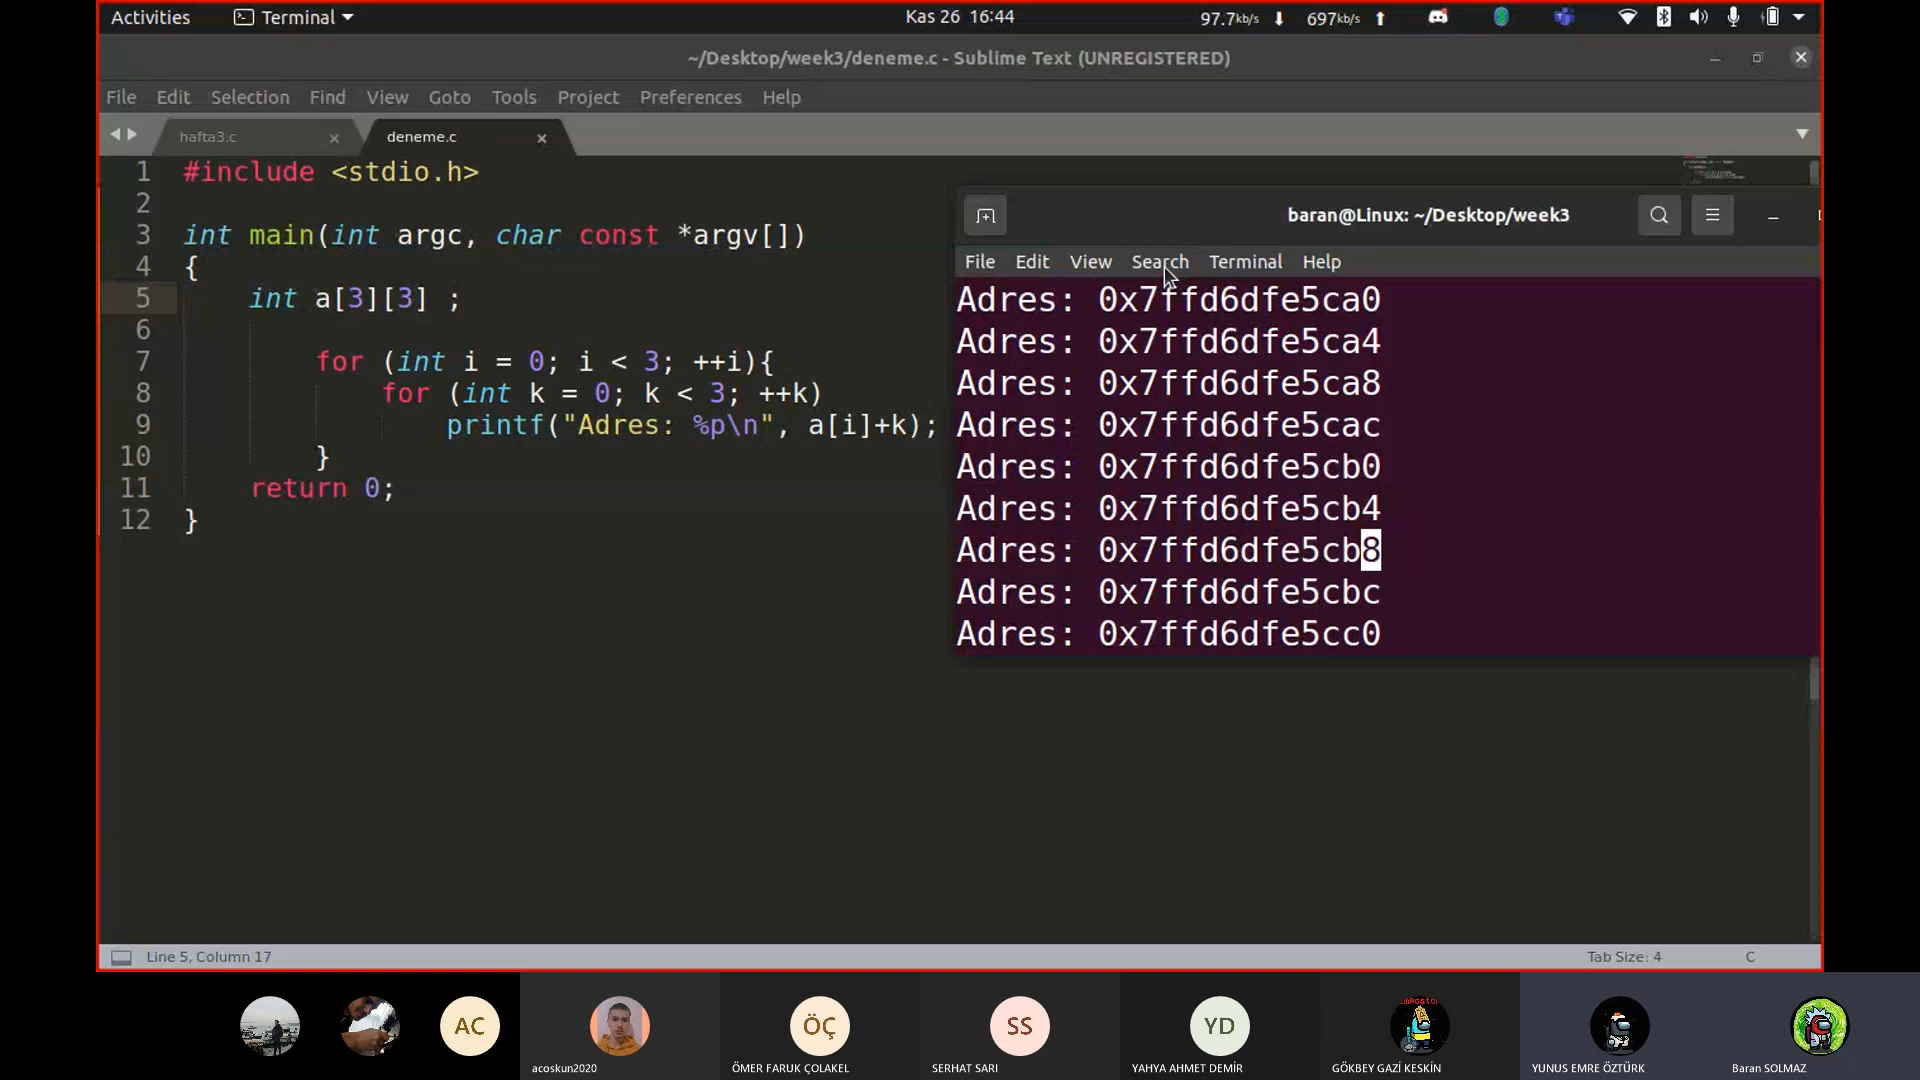 Activities Terminal Kas 26 16:44 97.7kb/s 697kb/s
~/Desktop/week3/deneme.c - Sublime Text (UNREGISTERED)
File Edit Selection Find View Goto Tools Project Preferences Help
hafta3.c deneme.c
1 #include <stdio.h>
2
3 int main(int argc, char const *argv[])
4 {
5 int a[3][3] ;
6
7 for (int i = 0; i < 3; ++i){
8 for (int k = 0; k < 3; ++k)
9 printf("Adres: %p\n", a[i]+k);
10 }
11 return 0;
12 }
baran@Linux: ~/Desktop/week3
File Edit View Search Terminal Help
Adres: 0x7ffd6dfe5ca0
Adres: 0x7ffd6dfe5ca4
Adres: 0x7ffd6dfe5ca8
Adres: 0x7ffd6dfe5cac
Adres: 0x7ffd6dfe5cb0
Adres: 0x7ffd6dfe5cb4
Adres: 0x7ffd6dfe5cb8
Adres: 0x7ffd6dfe5cbc
Adres: 0x7ffd6dfe5cc0
Line 5, Column 17 Tab Size: 4 C
AC ÖÇ SS YD ImPostor
acoskun2020 ÖMER FARUK ÇOLAKEL SERHAT SARI YAHYA AHMET DEMİR GÖKBEY GAZİ KESKİN YUNUS EMRE ÖZTÜRK Baran SOLMAZ